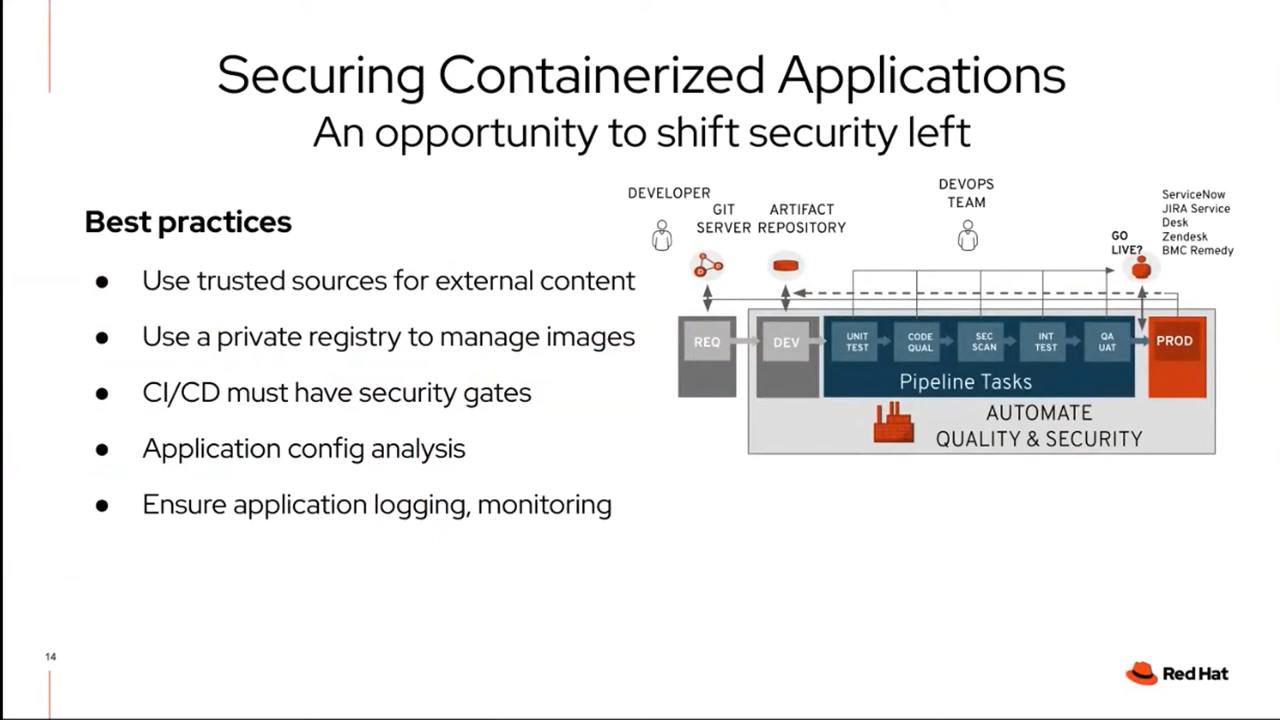 Securing Containerized Applications
An opportunity to shift security left
Best practices
● Use trusted sources for external content
● Use a private registry to manage images
● CI/CD must have security gates
● Application config analysis
● Ensure application logging, monitoring
DEVELOPER
GIT
SERVER
ARTIFACT
REPOSITORY
DEVOPS
TEAM
GO
LIVE?
ServiceNow
JIRA Service
Desk
Zendesk
BMC Remedy
REQ
DEV
UNIT
TEST
CODE
QUAL
SEC
SCAN
INT
TEST
QA
UAT
PROD
Pipeline Tasks
AUTOMATE
QUALITY & SECURITY
14
Red Hat